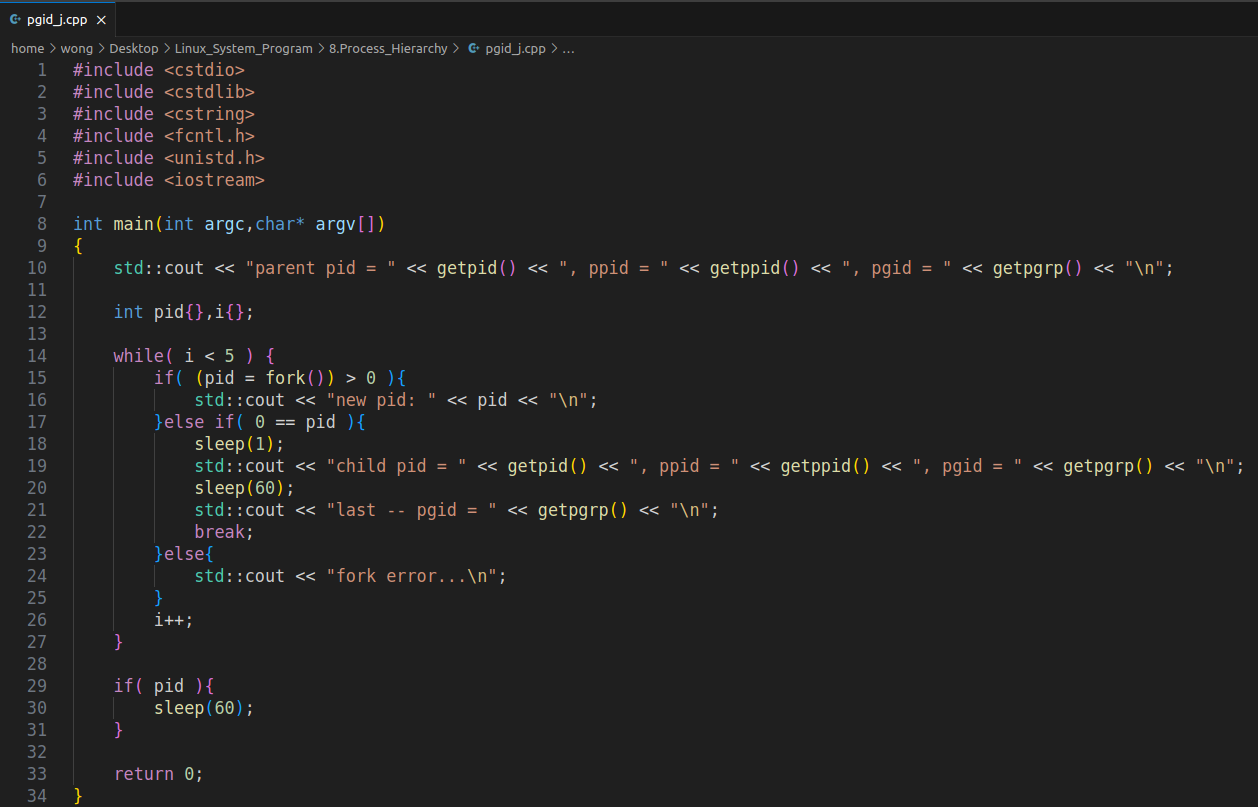 pgid_j.cpp ×
home > wong > Desktop > Linux_System_Program > 8.Process_Hierarchy > pgid_j.cpp > ...
1 #include <cstdio>
2 #include <cstdlib>
3 #include <cstring>
4 #include <fcntl.h>
5 #include <unistd.h>
6 #include <iostream>
7
8 int main(int argc,char* argv[])
9 {
10     std::cout << "parent pid = " << getpid() << ", ppid = " << getppid() << ", pgid = " << getpgrp() << "\n";
11
12     int pid{},i{};
13
14     while( i < 5 ) {
15         if( (pid = fork()) > 0 ){
16             std::cout << "new pid: " << pid << "\n";
17         }else if( 0 == pid ){
18             sleep(1);
19             std::cout << "child pid = " << getpid() << ", ppid = " << getppid() << ", pgid = " << getpgrp() << "\n";
20             sleep(60);
21             std::cout << "last -- pgid = " << getpgrp() << "\n";
22             break;
23         }else{
24             std::cout << "fork error...\n";
25         }
26         i++;
27     }
28
29     if( pid ){
30         sleep(60);
31     }
32
33     return 0;
34 }